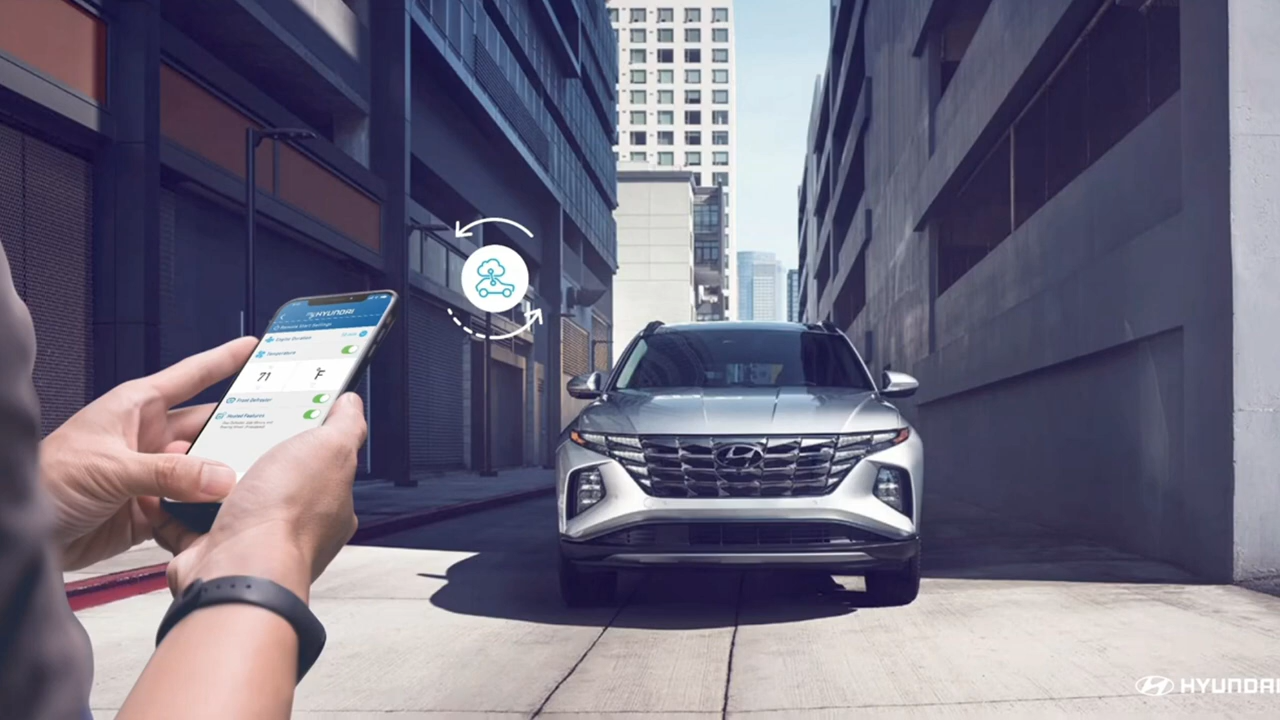 HYUNDAI
Remote Start Settings
Engine Duration
Temperature
71 °F
Front Defroster
Heated Features
HYUNDAI